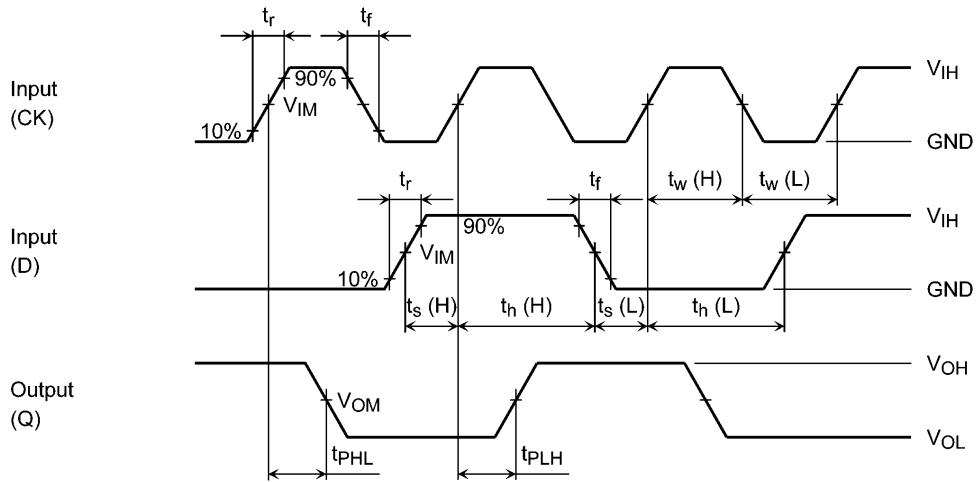 tr tf
Input
(CK)
90%
VIM
10%
VIH
GND
tr tf tw (H) tw (L)
Input
(D)
90%
VIM
10%
VIH
GND
ts (H) th (H) ts (L) th (L)
Output
(Q)
VOM
VOH
VOL
tPHL tPLH